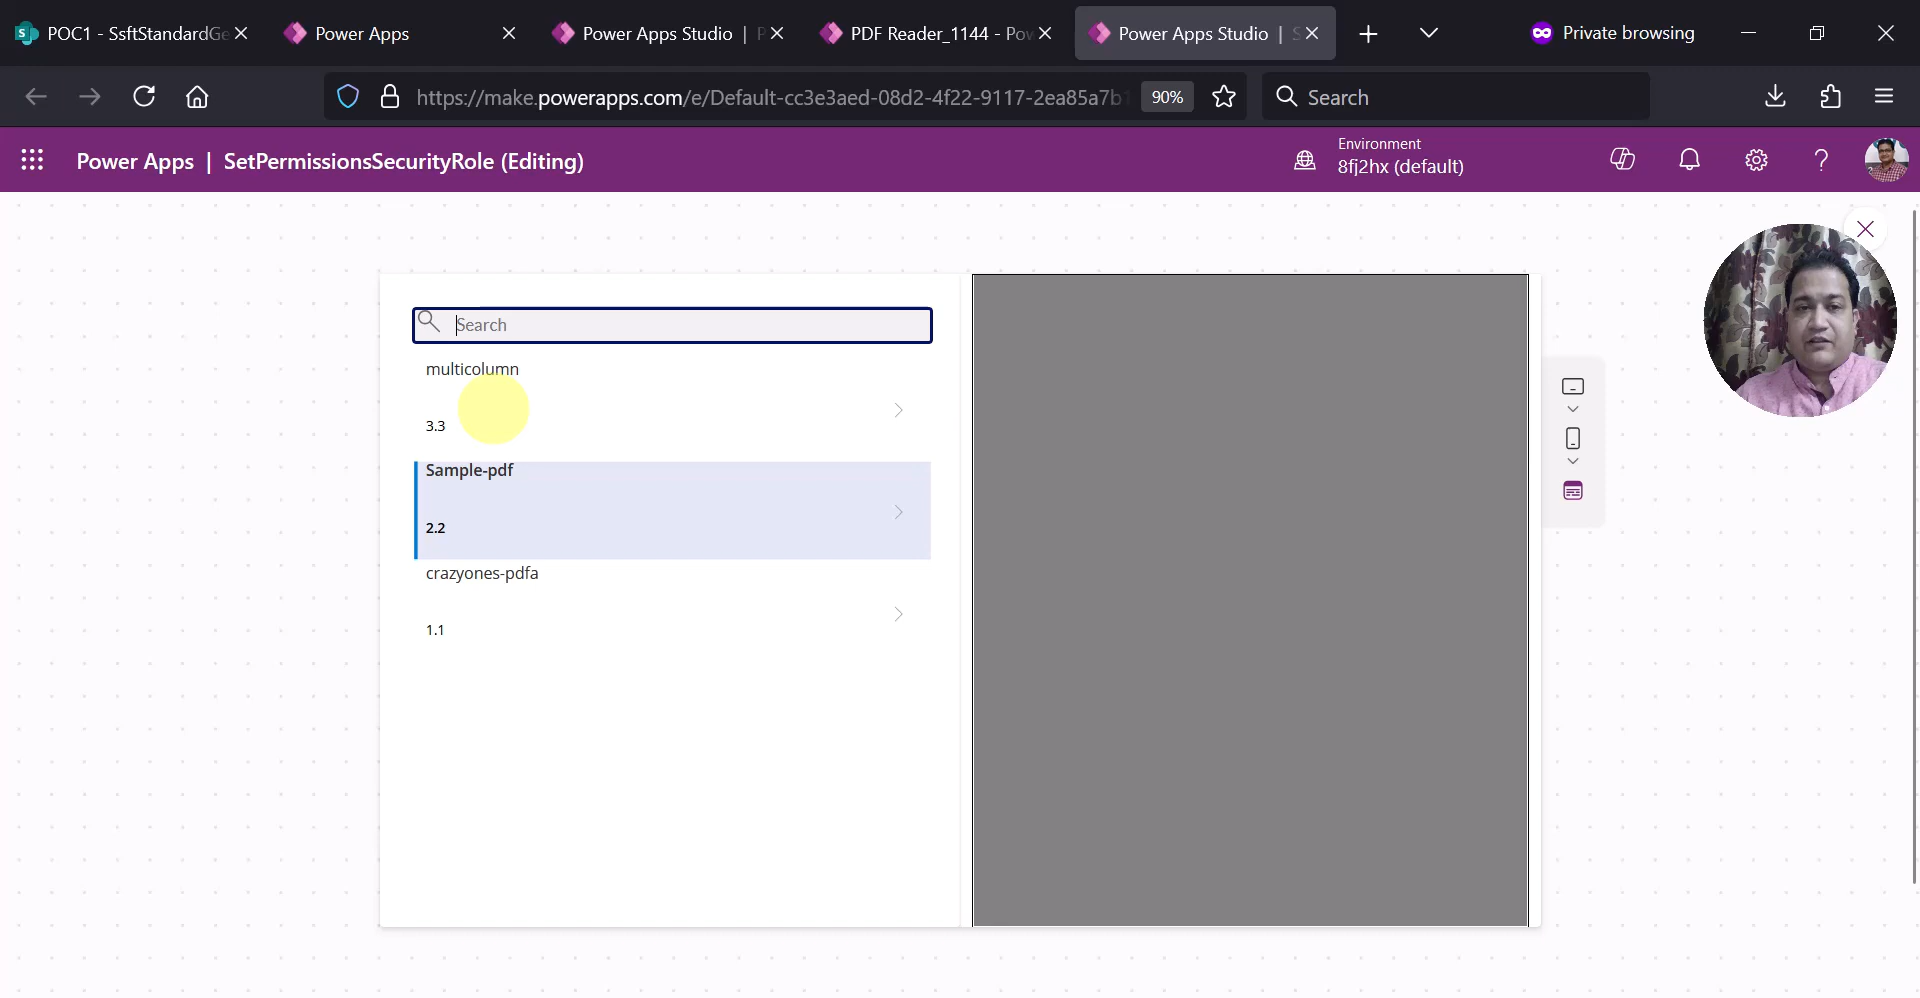 POC1 - SsftStandardGe
Power Apps
Power Apps Studio | P
PDF Reader_1144 - Pow
Power Apps Studio | S
Private browsing
https://make.powerapps.com/e/Default-cc3e3aed-08d2-4f22-9117-2ea85a7b1
90%
Search
Power Apps | SetPermissionsSecurityRole (Editing)
Environment
8fj2hx (default)
Search
multicolumn
3.3
Sample-pdf
2.2
crazyones-pdfa
1.1